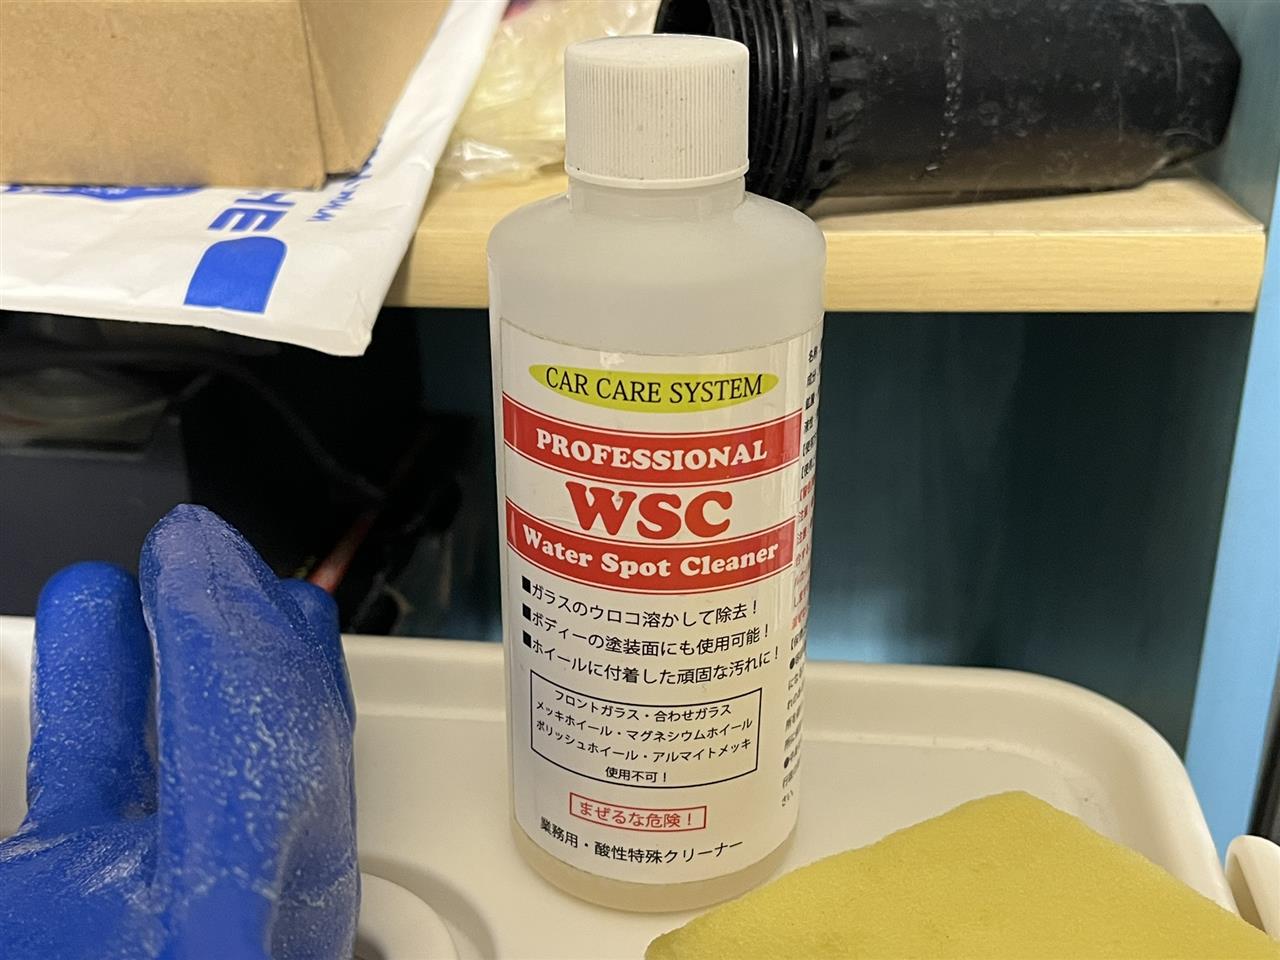 CAR CARE SYSTEM
PROFESSIONAL
WSC
Water Spot Cleaner
■ガラスのウロコ溶かして除去！
■ボディーの塗装面にも使用可能！
■ホイールに付着した頑固な汚れに！
フロントガラス・合わせガラス
メッキホイール・マグネシウムホイール
ポリッシュホイール・アルマイトメッキ
使用不可！
まぜるな危険！
業務用・酸性特殊クリーナー